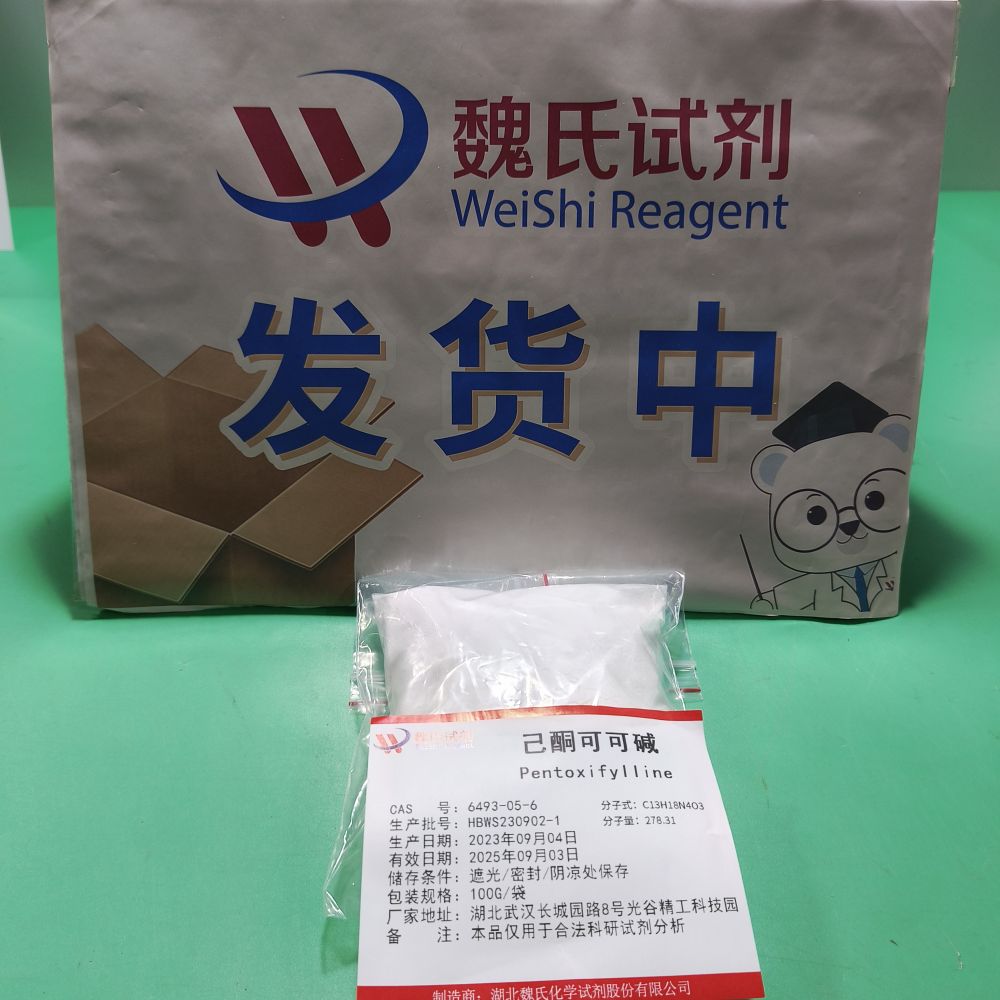 魏氏试剂
WeiShi Reagent
发货中
魏氏试剂
己酮可可碱
Pentoxifylline
CAS 号：6493-05-6 分子式：C13H18N4O3
生产批号：HBWS230902-1 分子量：278.31
生产日期：2023年09月04日
有效日期：2025年09月03日
储存条件：遮光/密封/阴凉处保存
包装规格：100G/袋
厂家地址：湖北武汉长城园路8号光谷精工科技园
备 注：本品仅用于合法科研试剂分析
制造商：湖北魏氏化学试剂股份有限公司